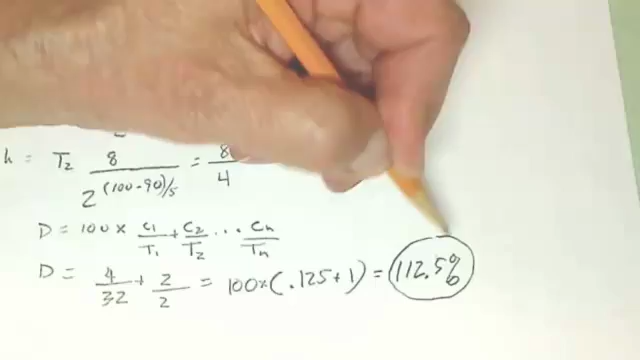 h = T₂ 8 / 2^(100-90)/5 = 8 / 4
D = 100 × C₁/T₁ + C₂/T₂ ... Cn/Tn
D = 4/32 + 2/2 = 100×(.125+1) = 112.5%